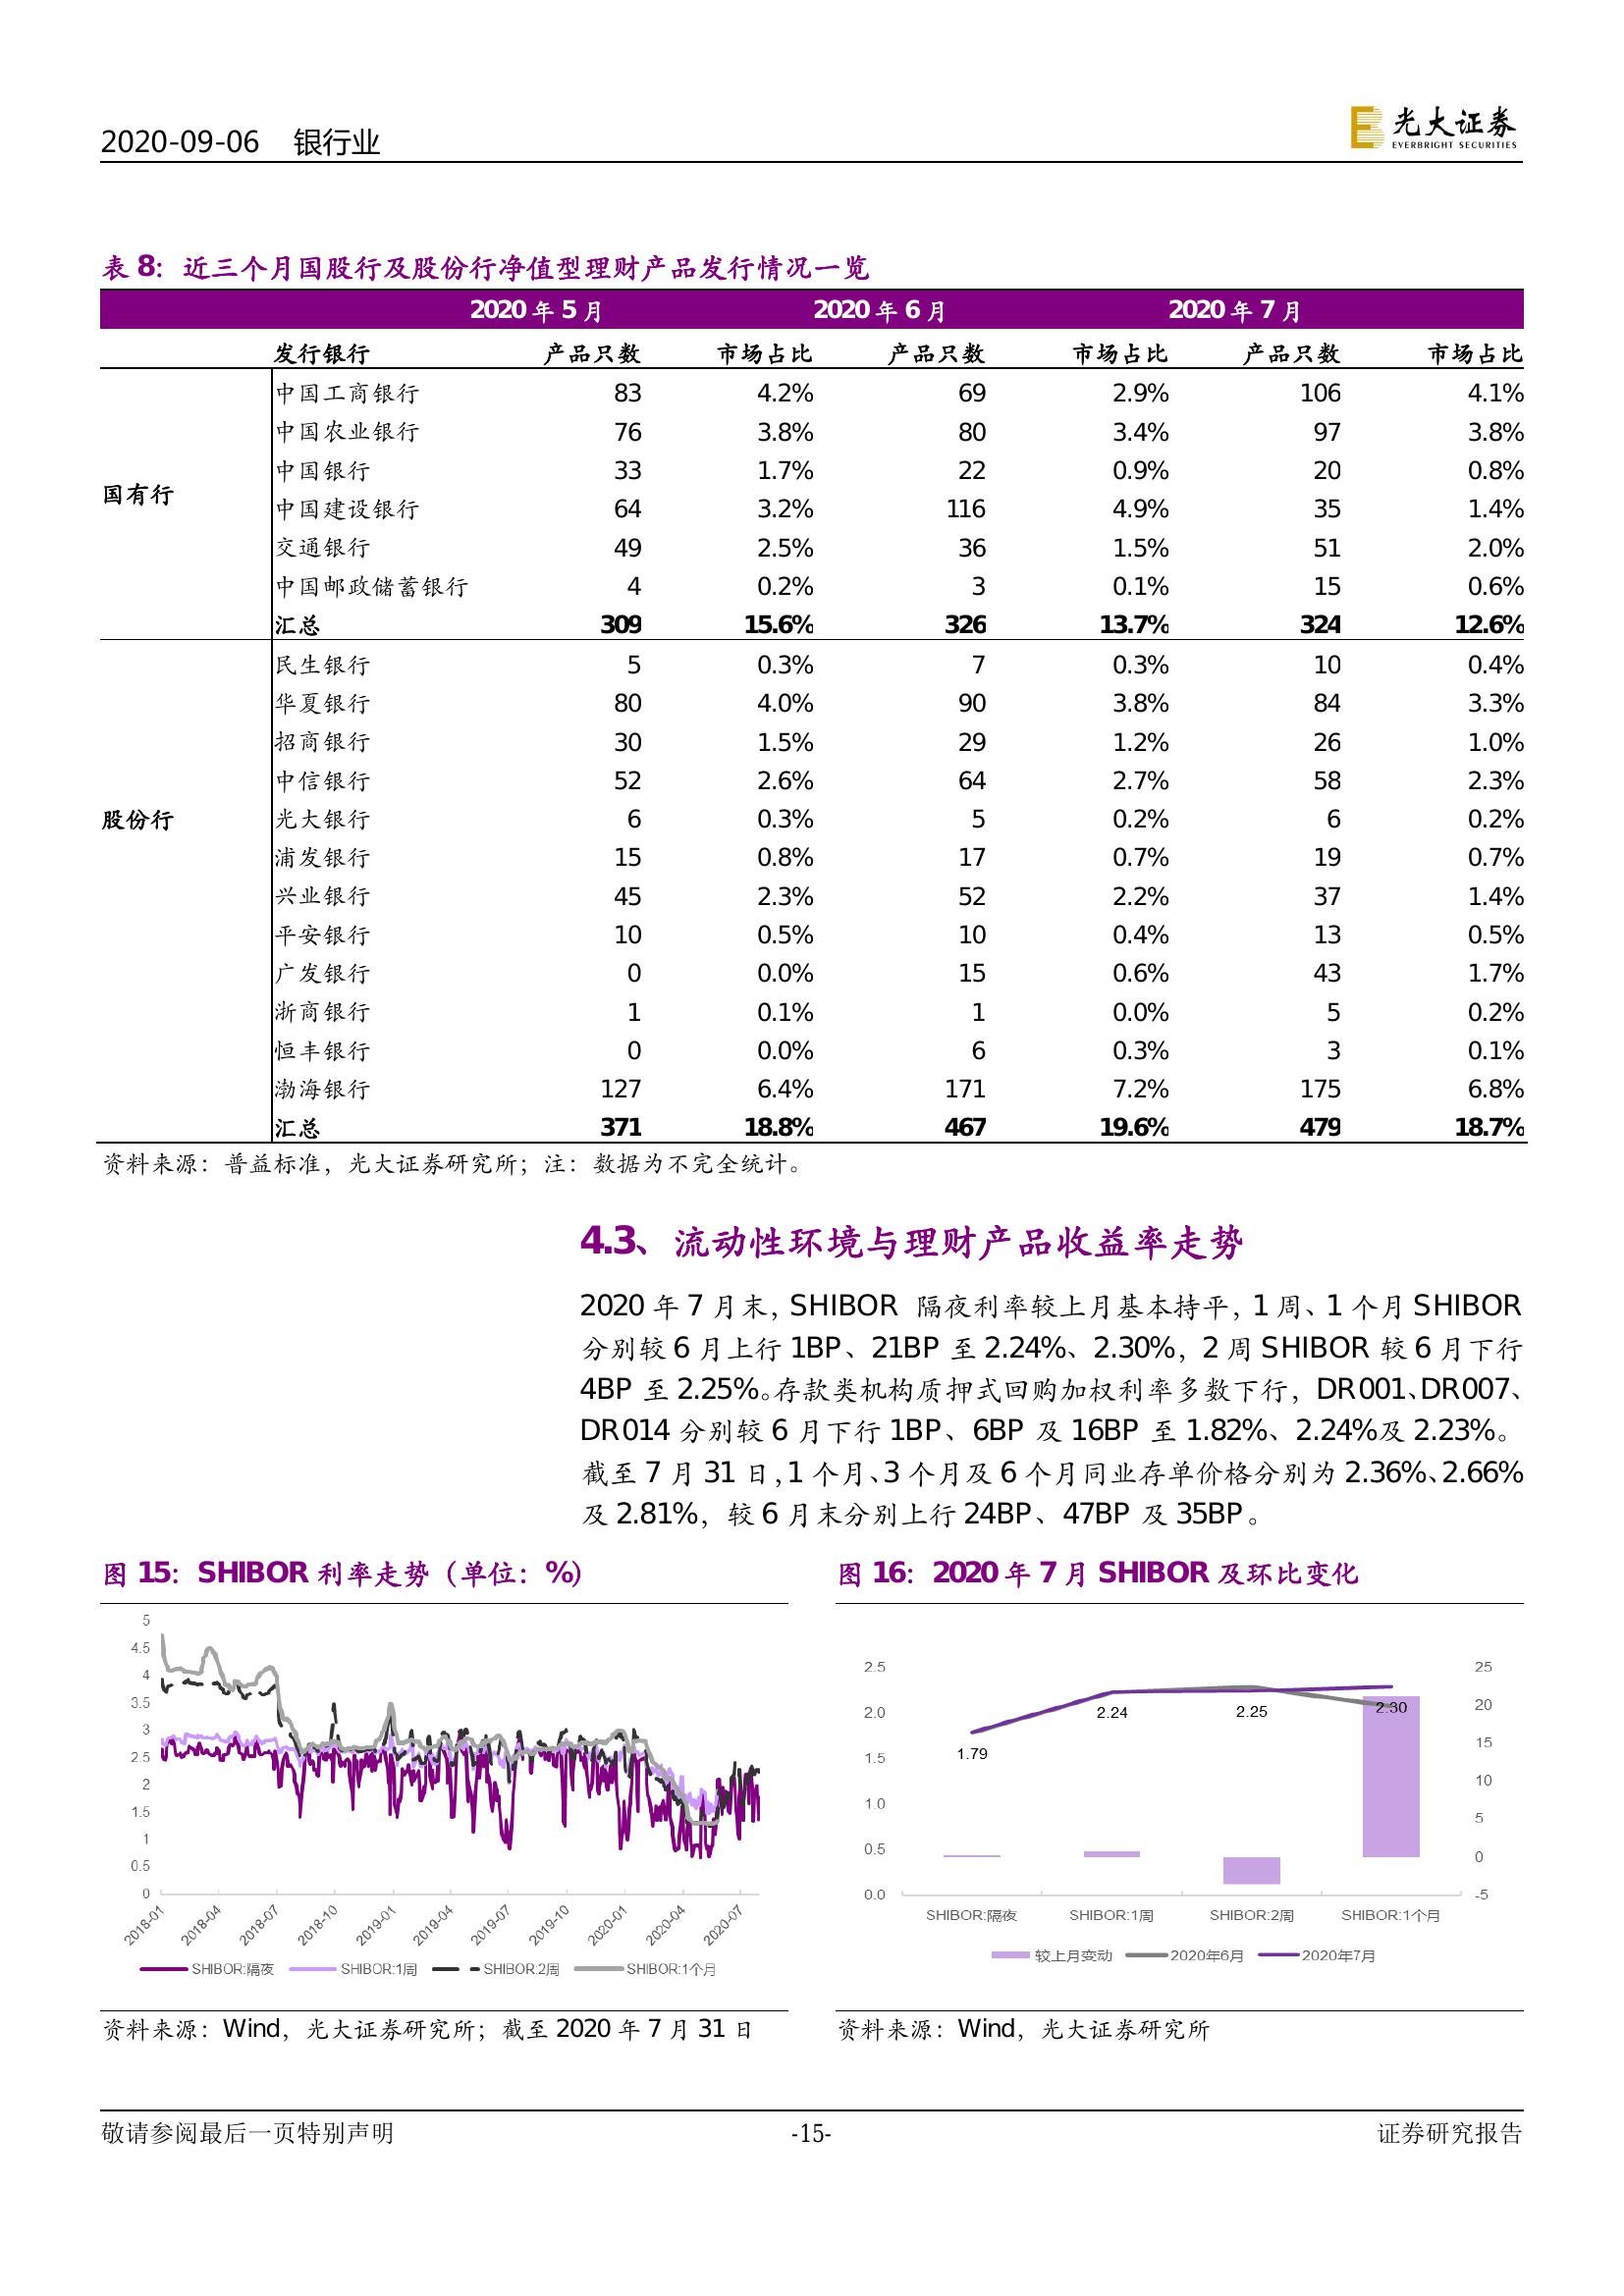 2020-09-06 银行业
光大证券
EVERBRIGHT SECURITIES
表 8：近三个月国股行及股份行净值型理财产品发行情况一览
2020 年 5 月 2020 年 6 月 2020 年 7 月
发行银行 产品只数 市场占比 产品只数 市场占比 产品只数 市场占比
中国工商银行 83 4.2% 69 2.9% 106 4.1%
中国农业银行 76 3.8% 80 3.4% 97 3.8%
中国银行 33 1.7% 22 0.9% 20 0.8%
国有行
中国建设银行 64 3.2% 116 4.9% 35 1.4%
交通银行 49 2.5% 36 1.5% 51 2.0%
中国邮政储蓄银行 4 0.2% 3 0.1% 15 0.6%
汇总 309 15.6% 326 13.7% 324 12.6%
民生银行 5 0.3% 7 0.3% 10 0.4%
华夏银行 80 4.0% 90 3.8% 84 3.3%
招商银行 30 1.5% 29 1.2% 26 1.0%
中信银行 52 2.6% 64 2.7% 58 2.3%
股份行 光大银行 6 0.3% 5 0.2% 6 0.2%
浦发银行 15 0.8% 17 0.7% 19 0.7%
兴业银行 45 2.3% 52 2.2% 37 1.4%
平安银行 10 0.5% 10 0.4% 13 0.5%
广发银行 0 0.0% 15 0.6% 43 1.7%
浙商银行 1 0.1% 1 0.0% 5 0.2%
恒丰银行 0 0.0% 6 0.3% 3 0.1%
渤海银行 127 6.4% 171 7.2% 175 6.8%
汇总 371 18.8% 467 19.6% 479 18.7%
资料来源：普益标准，光大证券研究所；注：数据为不完全统计。
4.3、流动性环境与理财产品收益率走势
2020 年 7 月末，SHIBOR 隔夜利率较上月基本持平，1 周、1 个月 SHIBOR
分别较 6 月上行 1BP、21BP 至 2.24%、2.30%，2 周 SHIBOR 较 6 月下行
4BP 至 2.25%。存款类机构质押式回购加权利率多数下行，DR001、DR007、
DR014 分别较 6 月下行 1BP、6BP 及 16BP 至 1.82%、2.24%及 2.23%。
截至 7 月 31 日，1 个月、3 个月及 6 个月同业存单价格分别为 2.36%、2.66%
及 2.81%，较 6 月末分别上行 24BP、47BP 及 35BP。
图 15：SHIBOR 利率走势（单位：%）
5
4.5
4
3.5
3
2.5
2
1.5
1
0.5
0
2018-01 2018-04 2018-07 2018-10 2019-01 2019-04 2019-07 2019-10 2020-01 2020-04 2020-07
SHIBOR:隔夜 SHIBOR:1周 SHIBOR:2周 SHIBOR:1个月
资料来源：Wind，光大证券研究所；截至 2020 年 7 月 31 日
图 16：2020 年 7 月 SHIBOR 及环比变化
2.5
2.0
1.5
1.0
0.5
0.0
1.79
2.24
2.25
2.30
25
20
15
10
5
0
-5
SHIBOR:隔夜 SHIBOR:1周 SHIBOR:2周 SHIBOR:1个月
较上月变动 2020年6月 2020年7月
资料来源：Wind，光大证券研究所
敬请参阅最后一页特别声明 -15- 证券研究报告